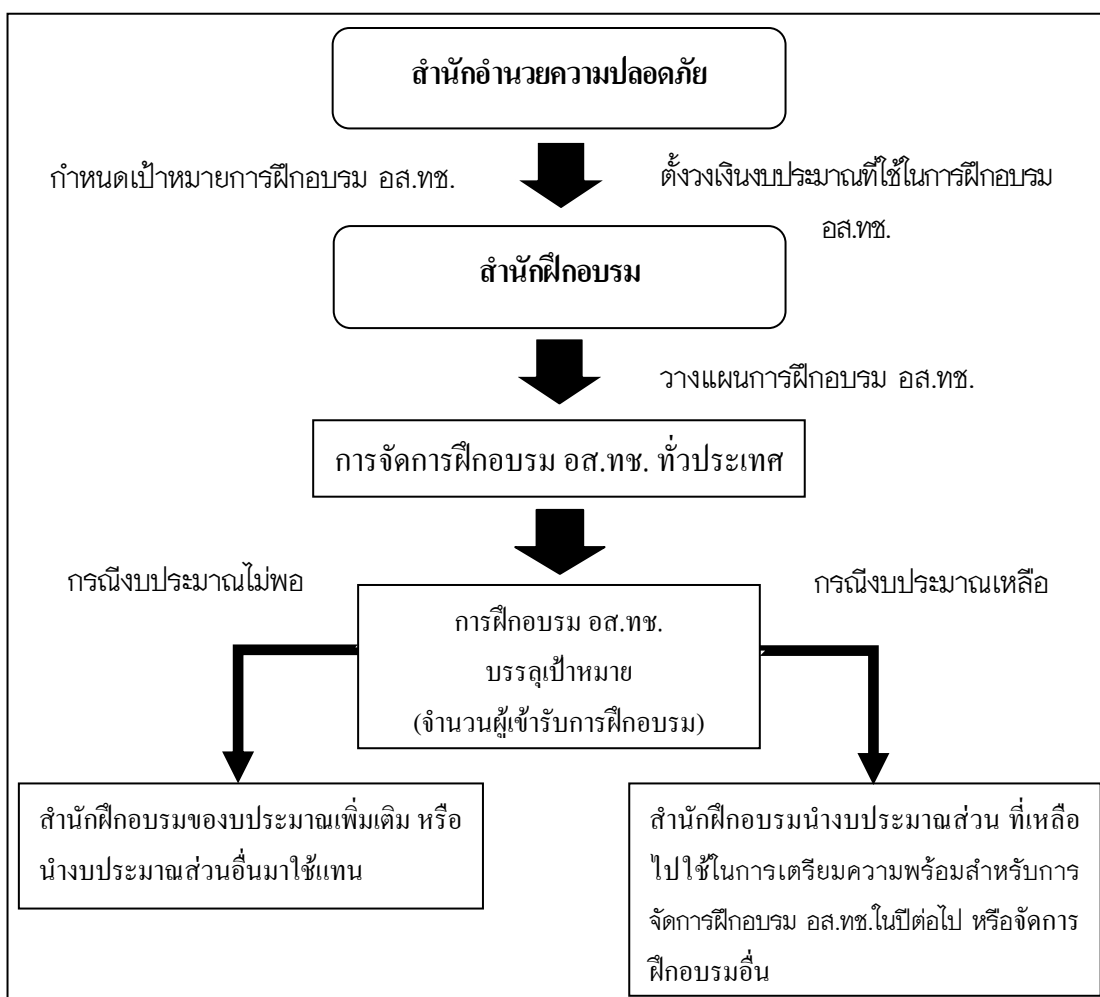 สำนักอำนวยความปลอดภัย
กำหนดเป้าหมายการฝึกอบรม อส.ทช.
ตั้งวงเงินงบประมาณที่ใช้ในการฝึกอบรม
อส.ทช.
สำนักฝึกอบรม
วางแผนการฝึกอบรม อส.ทช.
การจัดการฝึกอบรม อส.ทช. ทั่วประเทศ
กรณีงบประมาณไม่พอ
กรณีงบประมาณเหลือ
การฝึกอบรม อส.ทช.
บรรลุเป้าหมาย
(จำนวนผู้เข้ารับการฝึกอบรม)
สำนักฝึกอบรมของบประมาณเพิ่มเติม หรือ
นำงบประมาณส่วนอื่นมาใช้แทน
สำนักฝึกอบรมนำงบประมาณส่วน ที่เหลือ
ไปใช้ในการเตรียมความพร้อมสำหรับการ
จัดการฝึกอบรม อส.ทช.ในปีต่อไป หรือจัดการ
ฝึกอบรมอื่น